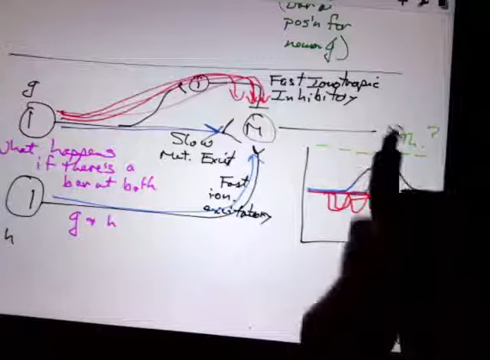 pos'n for
neuron g)
g
Fast Ionotropic
Inhibitory
1
I
M
Slow
Met. Excit
What happens
if there's a
bar at both
g & h
Fast
ion.
excitatory
I
h